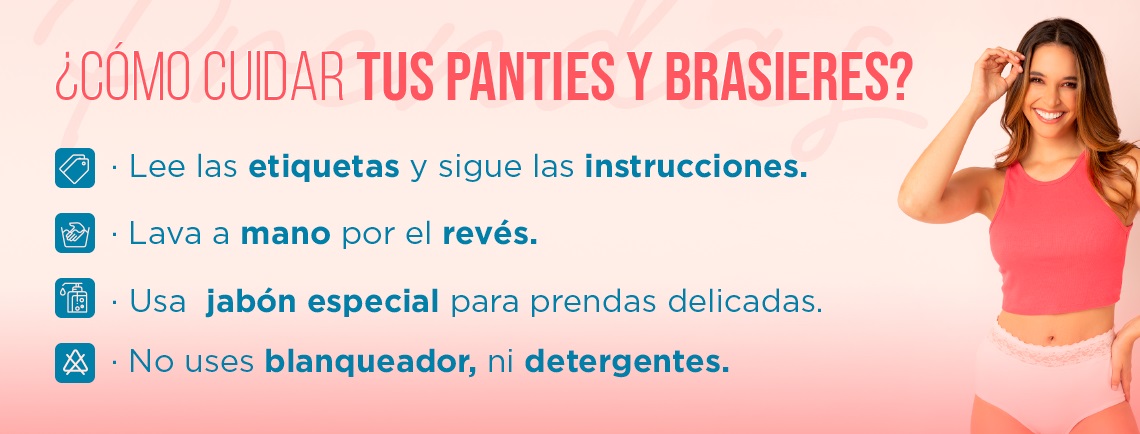 Prendas
¿CÓMO CUIDAR TUS PANTIES Y BRASIERES?
· Lee las etiquetas y sigue las instrucciones.
· Lava a mano por el revés.
· Usa jabón especial para prendas delicadas.
· No uses blanqueador, ni detergentes.